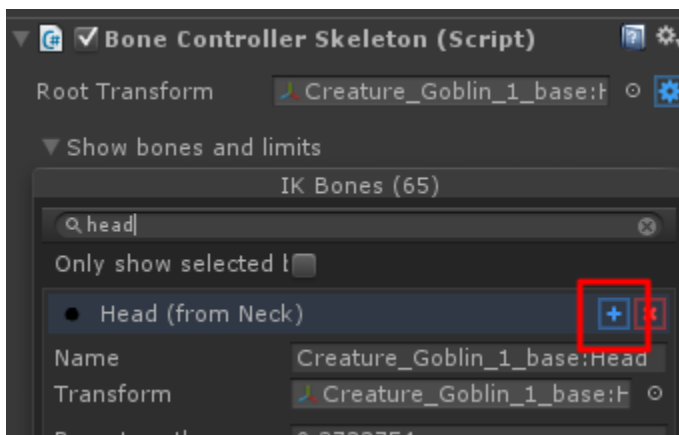 Bone Controller Skeleton (Script)
Root Transform Creature_Goblin_1_base:H
Show bones and limits
IK Bones (65)
head
Only show selected b
Head (from Neck)
Name Creature_Goblin_1_base:Head
Transform Creature_Goblin_1_base:H